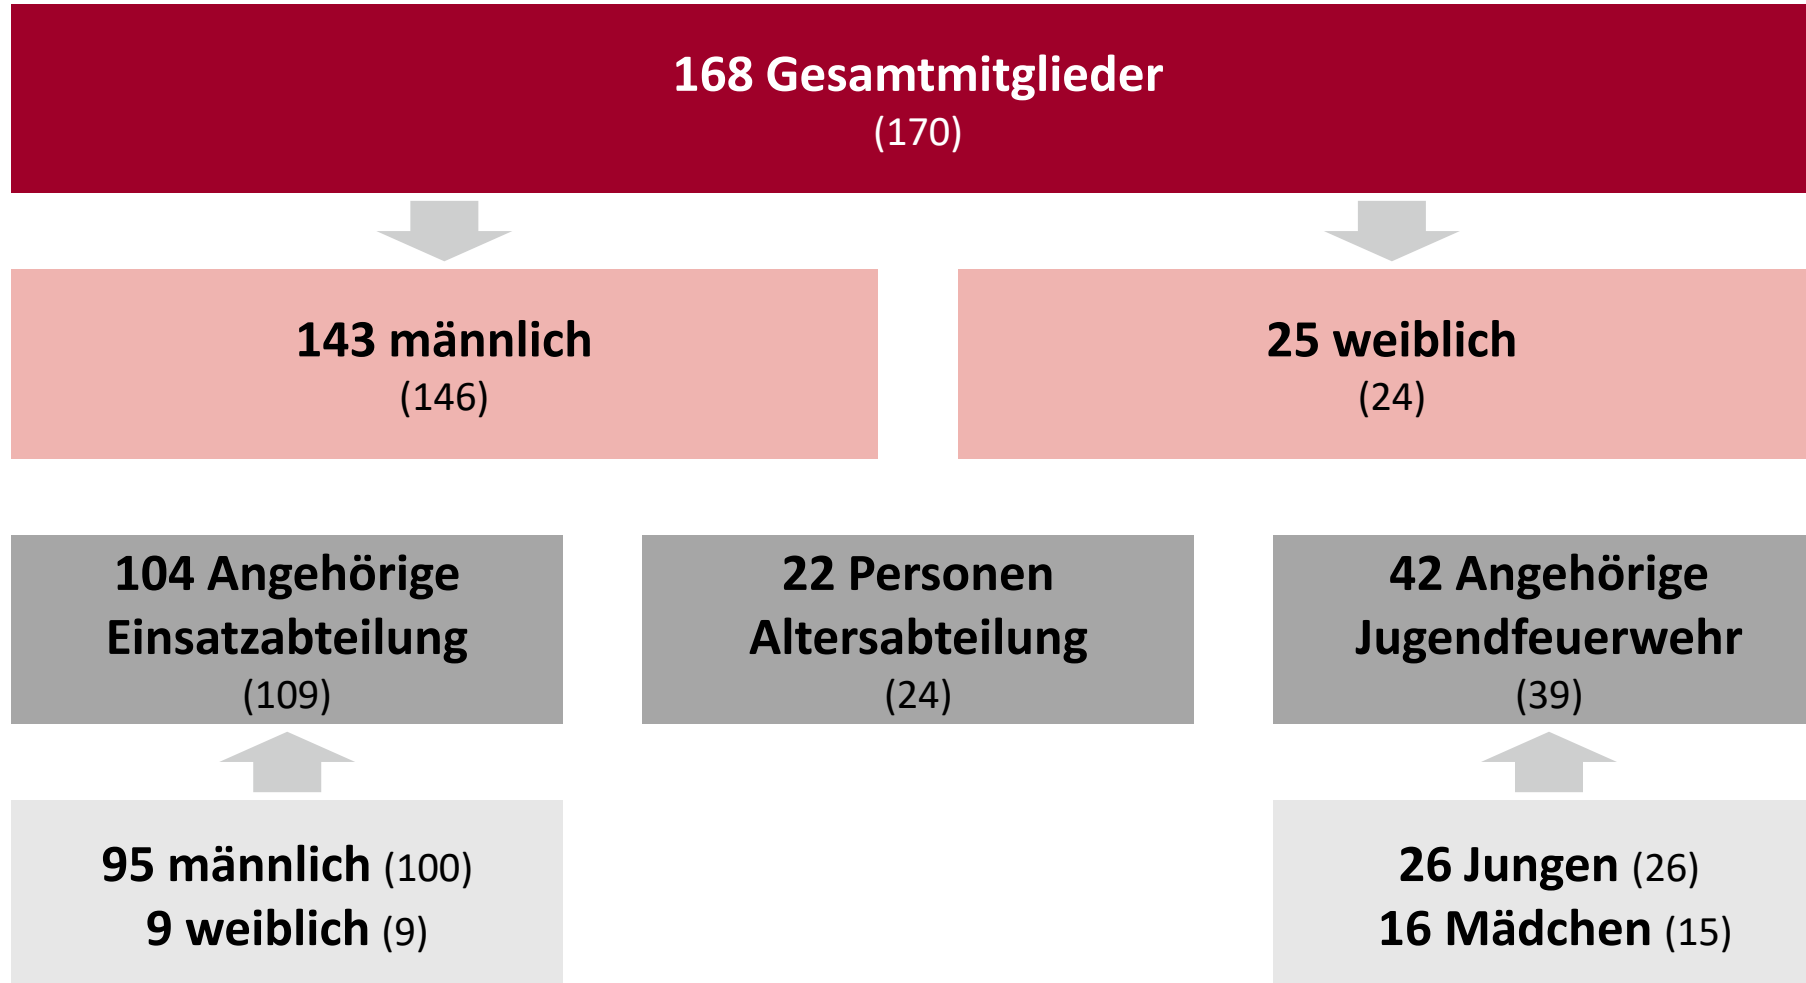 168 Gesamtmitglieder
(170)
143 männlich
(146)
25 weiblich
(24)
104 Angehörige
Einsatzabteilung
(109)
22 Personen
Altersabteilung
(24)
42 Angehörige
Jugendfeuerwehr
(39)
95 männlich (100)
9 weiblich (9)
26 Jungen (26)
16 Mädchen (15)